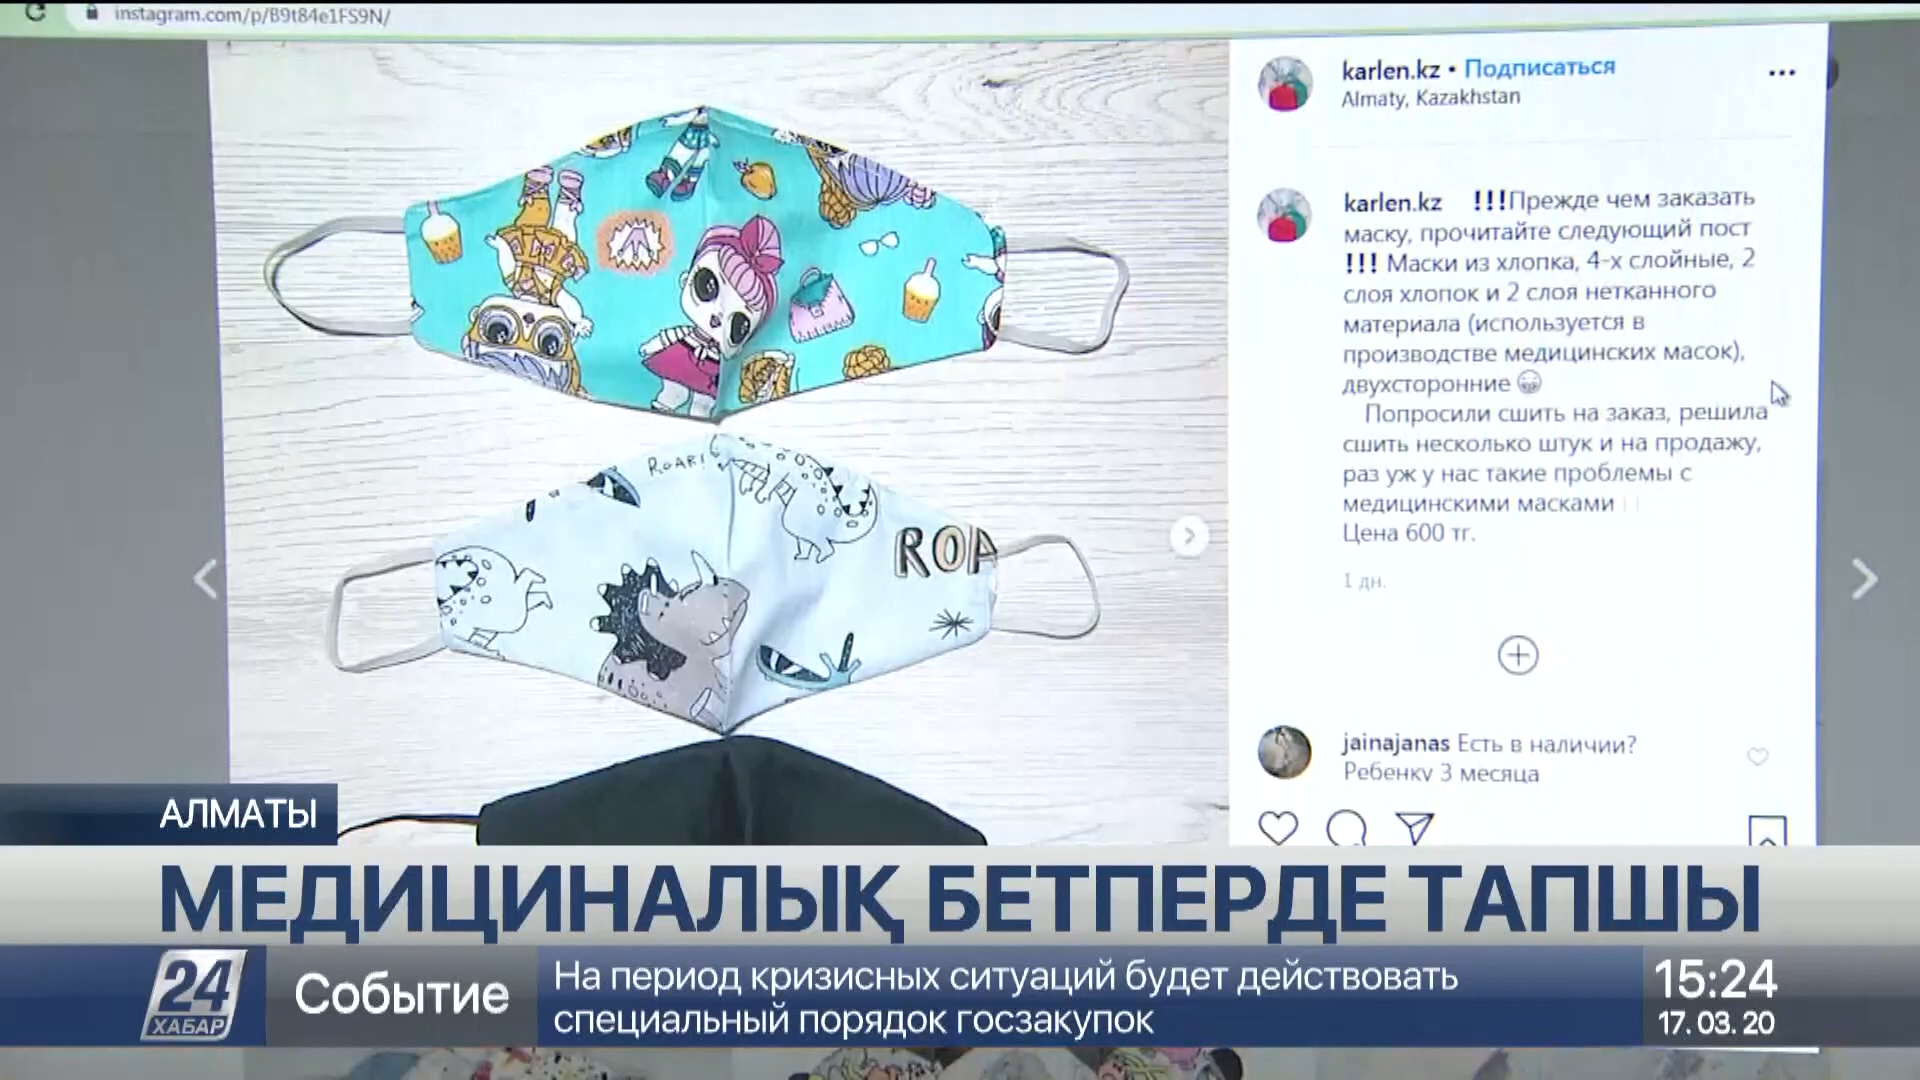 instagram.com/p/B9t84e1FS9N/
karlen.kz • Подписаться
Almaty, Kazakhstan
karlen.kz !!!Прежде чем заказать
маску, прочитайте следующий пост
!!! Маски из хлопка, 4-х слойные, 2
слоя хлопок и 2 слоя нетканного
материала (используется в
производстве медицинских масок),
двухсторонние
Попросили сшить на заказ, решила
сшить несколько штук и на продажу,
раз уж у нас такие проблемы с
медицинскими масками
Цена 600 тг.
1 дн.
jainajanas Есть в наличии?
Ребенку 3 месяца
ROAR!
ROA
АЛМАТЫ
МЕДИЦИНАЛЫҚ БЕТПЕРДЕ ТАПШЫ
24
ХАБАР
Событие
На период кризисных ситуаций будет действовать
специальный порядок госзакупок
15:24
17. 03. 20